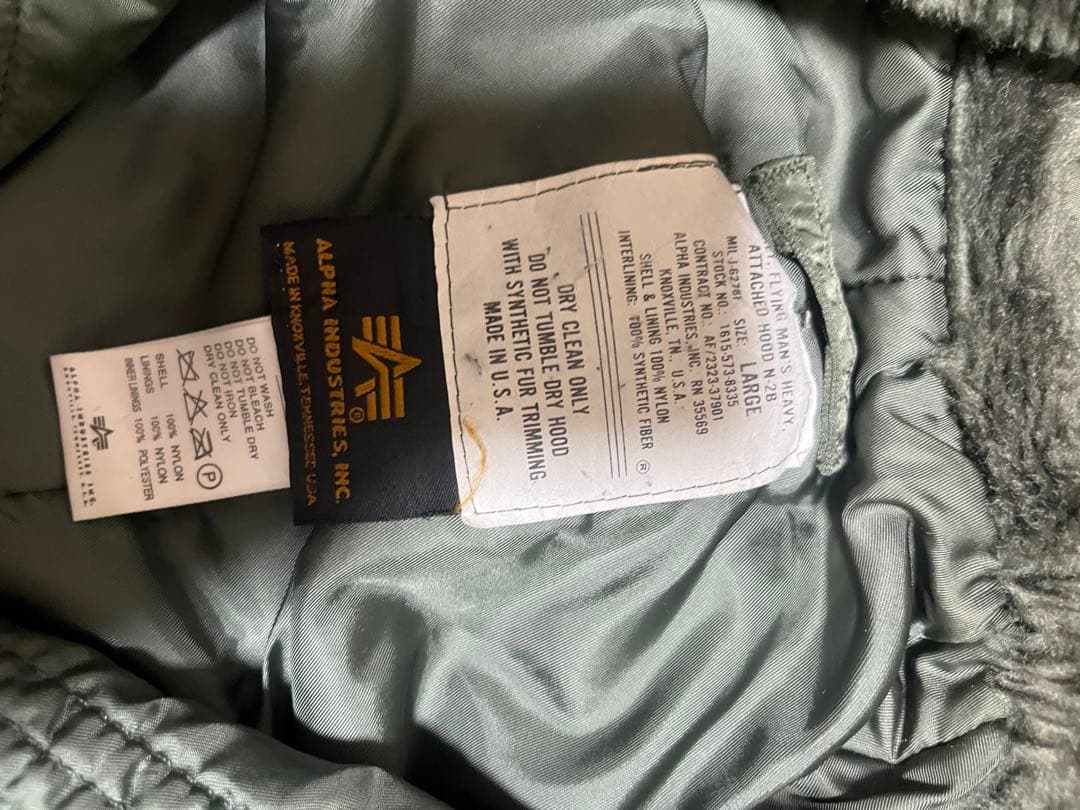 FLYING MAN'S HEAVY
ATTACHED HOOD N 2B
MIL J-6278F SIZE: LARGE
STOCK NO.: 1615-573-8335
CONTRACT NO.: AF/2323-37901
ALPHA INDUSTRIES, INC. RN 35569
KNOXVILLE, TN., U.S.A.
SHELL & LINING 100% NYLON
INTERLINING: 100% SYNTHETIC FIBER ®
DRY CLEAN ONLY
DO NOT TUMBLE DRY HOOD
WITH SYNTHETIC FUR TRIMMING
MADE IN U.S.A.
®
ALPHA INDUSTRIES, INC.
MADE IN KNOXVILLE, TENNESSEE USA
DO NOT WASH
DO NOT BLEACH
DO NOT TUMBLE DRY
DO NOT IRON
DRY CLEAN ONLY
P
SHELL 100% NYLON
LININGS 100% NYLON
INNER LININGS 100% POLYESTER
ALPHA INDUSTRIES INC.